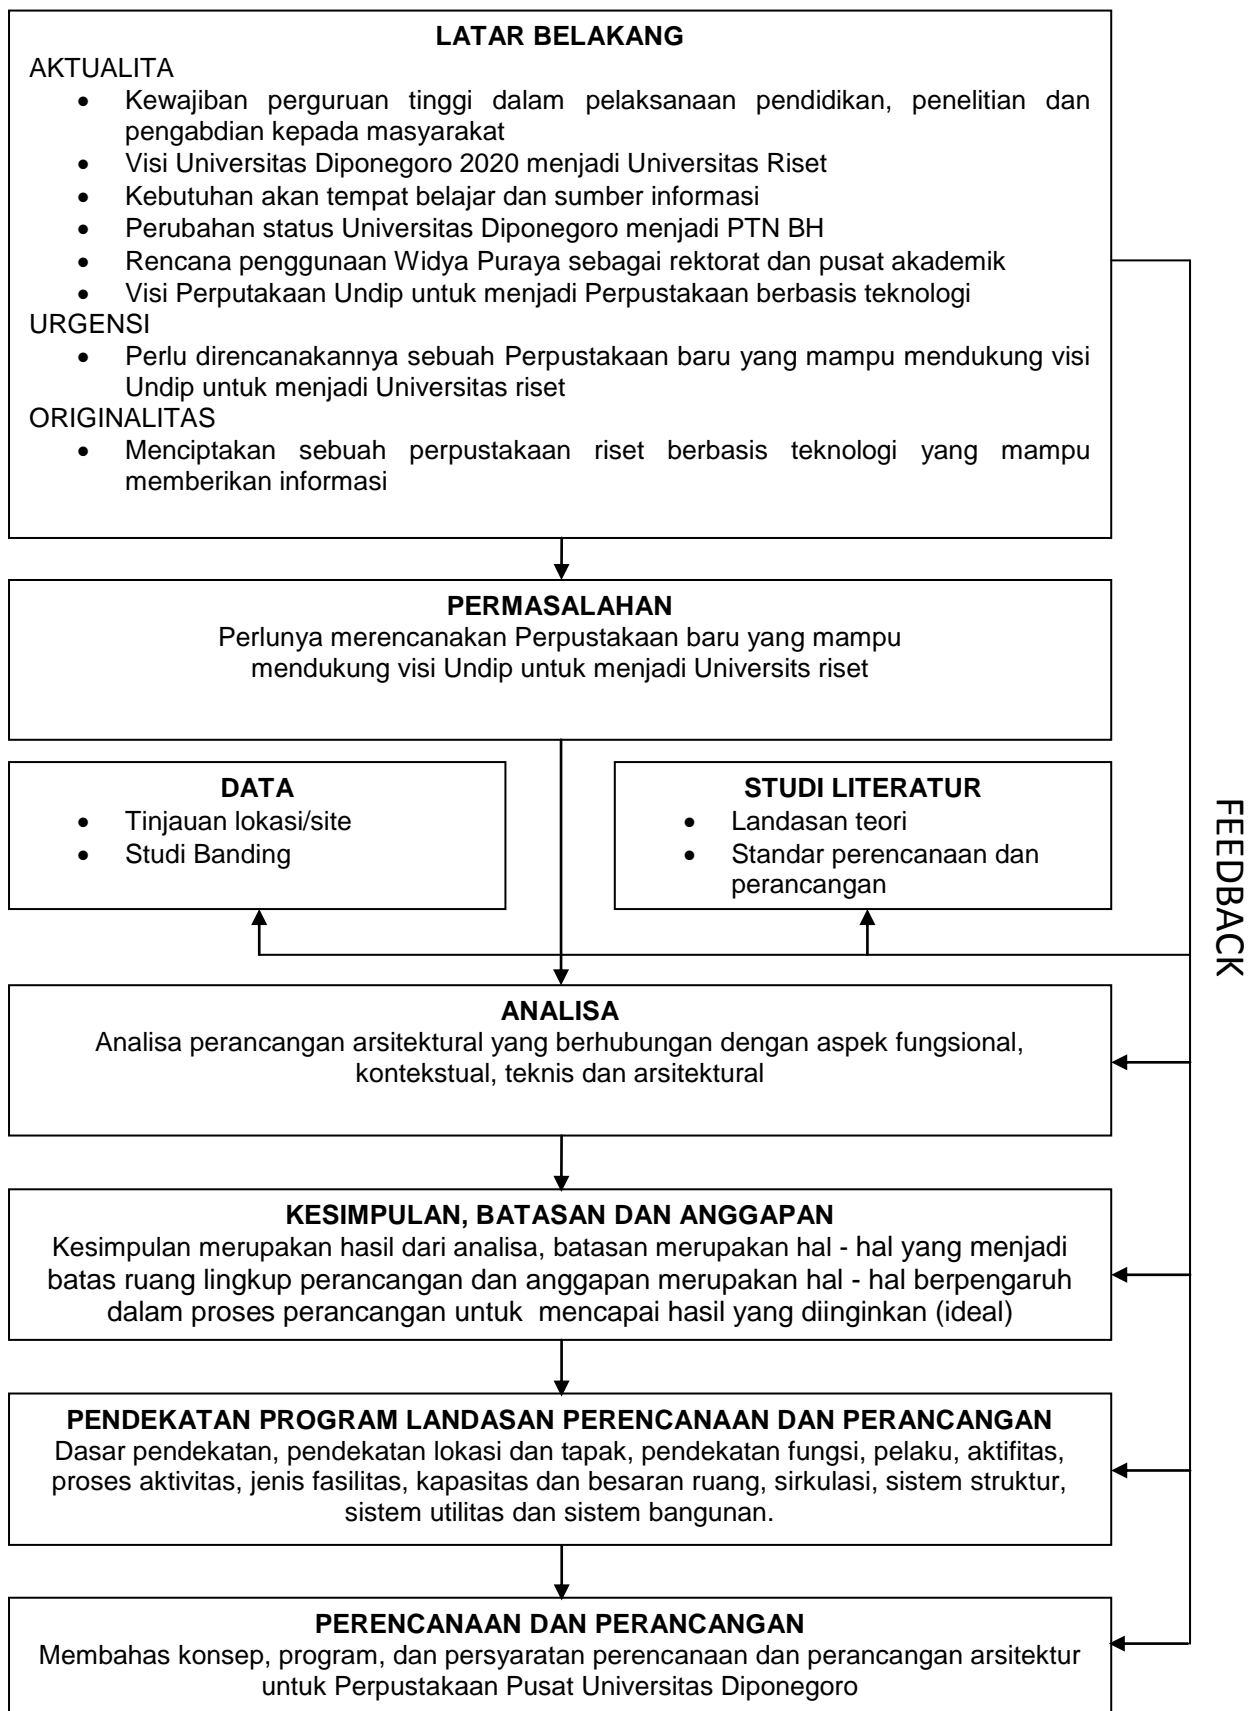 LATAR BELAKANG
AKTUALITA
• Kewajiban perguruan tinggi dalam pelaksanaan pendidikan, penelitian dan
pengabdian kepada masyarakat
• Visi Universitas Diponegoro 2020 menjadi Universitas Riset
• Kebutuhan akan tempat belajar dan sumber informasi
• Perubahan status Universitas Diponegoro menjadi PTN BH
• Rencana penggunaan Widya Puraya sebagai rektorat dan pusat akademik
• Visi Perputakaan Undip untuk menjadi Perpustakaan berbasis teknologi
URGENSI
• Perlu direncanakannya sebuah Perpustakaan baru yang mampu mendukung visi
Undip untuk menjadi Universitas riset
ORIGINALITAS
• Menciptakan sebuah perpustakaan riset berbasis teknologi yang mampu
memberikan informasi
PERMASALAHAN
Perlunya merencanakan Perpustakaan baru yang mampu
mendukung visi Undip untuk menjadi Universits riset
DATA
• Tinjauan lokasi/site
• Studi Banding
STUDI LITERATUR
• Landasan teori
• Standar perencanaan dan
perancangan
FEEDBACK
ANALISA
Analisa perancangan arsitektural yang berhubungan dengan aspek fungsional,
kontekstual, teknis dan arsitektural
KESIMPULAN, BATASAN DAN ANGGAPAN
Kesimpulan merupakan hasil dari analisa, batasan merupakan hal - hal yang menjadi
batas ruang lingkup perancangan dan anggapan merupakan hal - hal berpengaruh
dalam proses perancangan untuk mencapai hasil yang diinginkan (ideal)
PENDEKATAN PROGRAM LANDASAN PERENCANAAN DAN PERANCANGAN
Dasar pendekatan, pendekatan lokasi dan tapak, pendekatan fungsi, pelaku, aktifitas,
proses aktivitas, jenis fasilitas, kapasitas dan besaran ruang, sirkulasi, sistem struktur,
sistem utilitas dan sistem bangunan.
PERENCANAAN DAN PERANCANGAN
Membahas konsep, program, dan persyaratan perencanaan dan perancangan arsitektur
untuk Perpustakaan Pusat Universitas Diponegoro